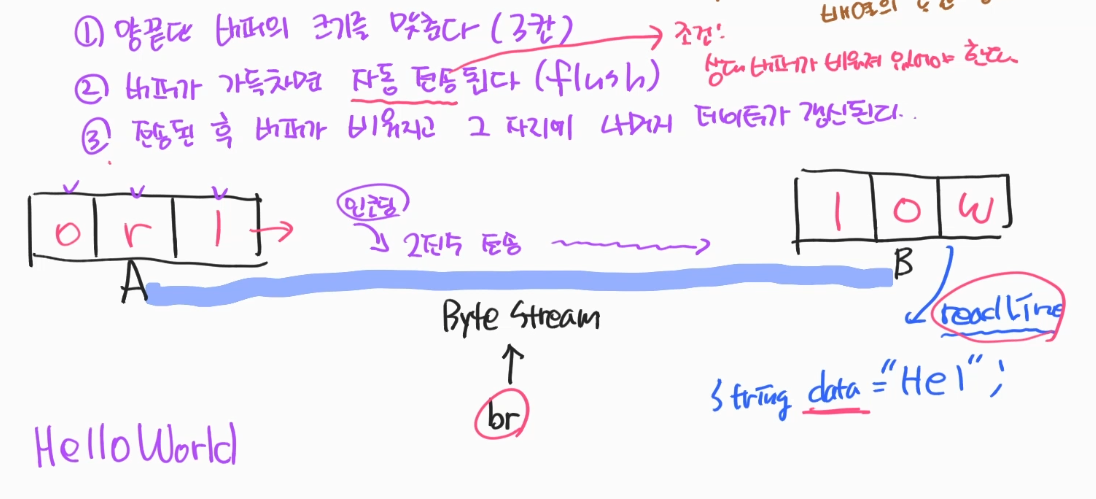 ① 양끝단 버퍼의 크기를 맞춘다 (3칸)
② 버퍼가 가득차면 자동 전송된다 (flush)
조건:
상대 버퍼가 비워져 있어야 한다
③ 전송된 후 버퍼가 비워지고 그 자리에 나머지 데이터가 갱신된다..
o r l
인코딩
2진수 전송
l o w
A
B
Byte Stream
readLine
br
String data = "Hel";
HelloWorld